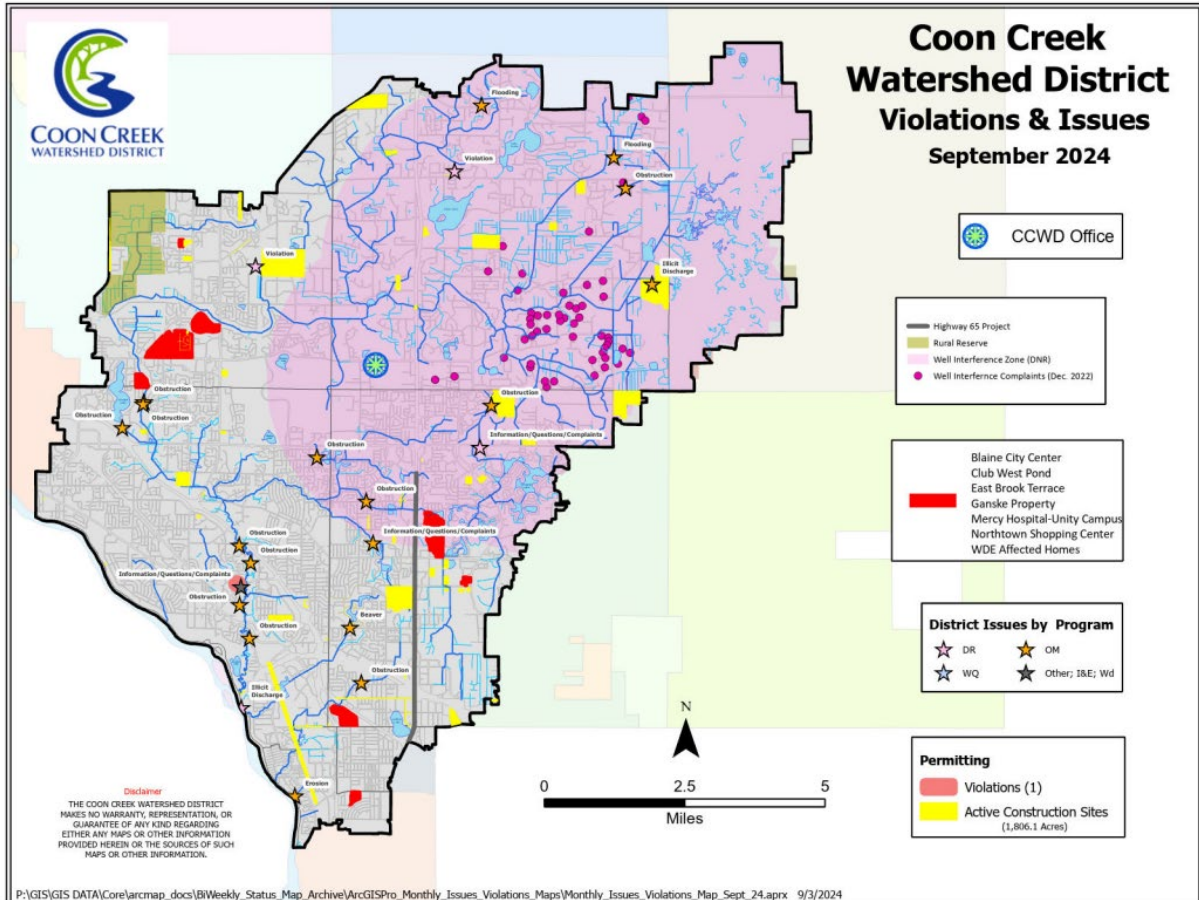 COON CREEK
WATERSHED DISTRICT
Coon Creek
Watershed District
Violations & Issues
September 2024
CCWD Office
Highway 65 Project
Rural Reserve
Well Interference Zone (DNR)
Well Interfernce Complaints (Dec. 2022)
Blaine City Center
Club West Pond
East Brook Terrace
Ganske Property
Mercy Hospital-Unity Campus
Northtown Shopping Center
WDE Affected Homes
District Issues by Program
DR
OM
WQ
Other; I&E; Wd
Permitting
Violations (1)
Active Construction Sites
(1,806.1 Acres)
Flooding
Violation
Flooding
Obstruction
Violation
Illicit
Discharge
Obstruction
Obstruction
Obstruction
Obstruction
Information/Questions/Complaints
Obstruction
Obstruction
Information/Questions/Complaints
Obstruction
Obstruction
Information/Questions/Complaints
Obstruction
Beaver
Obstruction
Obstruction
Illicit
Discharge
Erosion
N
0
2.5
5
Miles
Disclaimer
THE COON CREEK WATERSHED DISTRICT
MAKES NO WARRANTY, REPRESENTATION, OR
GUARANTEE OF ANY KIND REGARDING
EITHER ANY MAPS OR OTHER INFORMATION
PROVIDED HEREIN OR THE SOURCES OF SUCH
MAPS OR OTHER INFORMATION.
P:\GIS\GIS DATA\Core\arcmap_docs\BiWeekly_Status_Map_Archive\ArcGISPro_Monthly_Issues_Violations_Maps\Monthly_Issues_Violations_Map_Sept_24.aprx 9/3/2024